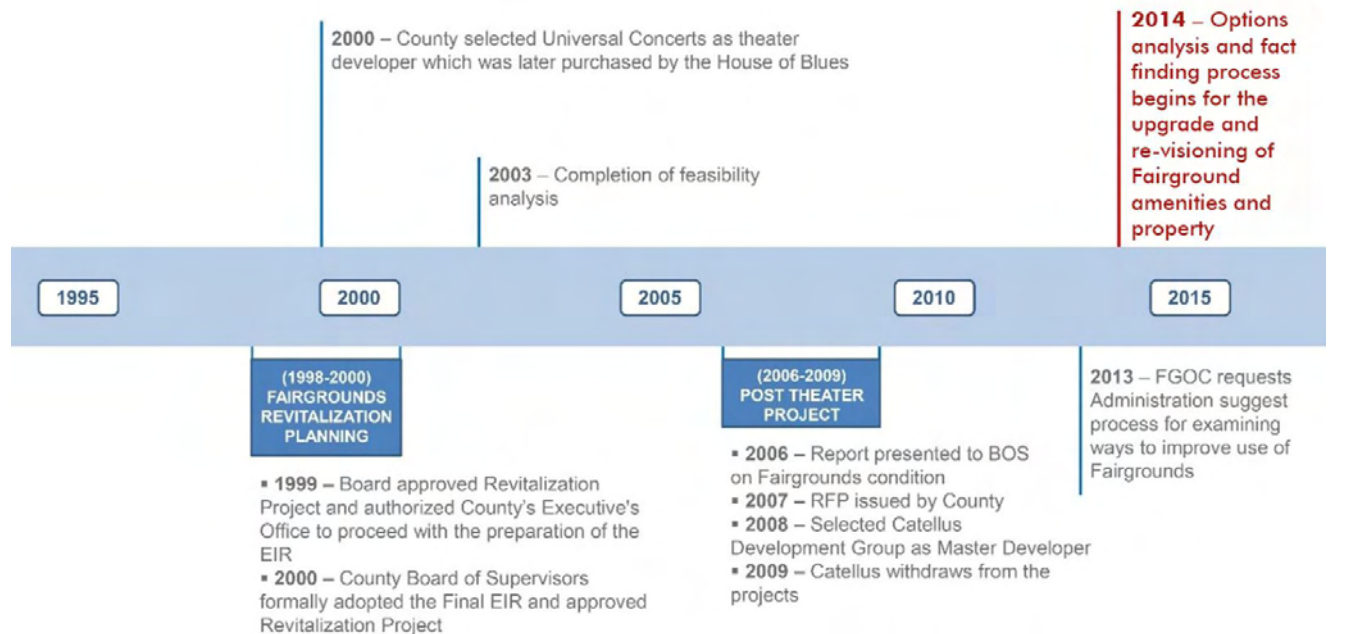 2000 – County selected Universal Concerts as theater
developer which was later purchased by the House of Blues
2003 – Completion of feasibility
analysis
2014 – Options
analysis and fact
finding process
begins for the
upgrade and
re-visioning of
Fairground
amenities and
property
1995
2000
2005
2010
2015
(1998-2000)
FAIRGROUNDS
REVITALIZATION
PLANNING
▪ 1999 – Board approved Revitalization
Project and authorized County's Executive's
Office to proceed with the preparation of the
EIR
▪ 2000 – County Board of Supervisors
formally adopted the Final EIR and approved
Revitalization Project
(2006-2009)
POST THEATER
PROJECT
▪ 2006 – Report presented to BOS
on Fairgrounds condition
▪ 2007 – RFP issued by County
▪ 2008 – Selected Catellus
Development Group as Master Developer
▪ 2009 – Catellus withdraws from the
projects
2013 – FGOC requests
Administration suggest
process for examining
ways to improve use of
Fairgrounds